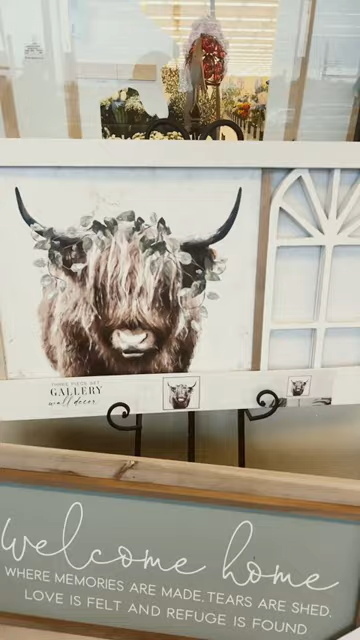 THREE PIECE SET
GALLERY
wall decor
welcome home
WHERE MEMORIES ARE MADE, TEARS ARE SHED,
LOVE IS FELT AND REFUGE IS FOUND